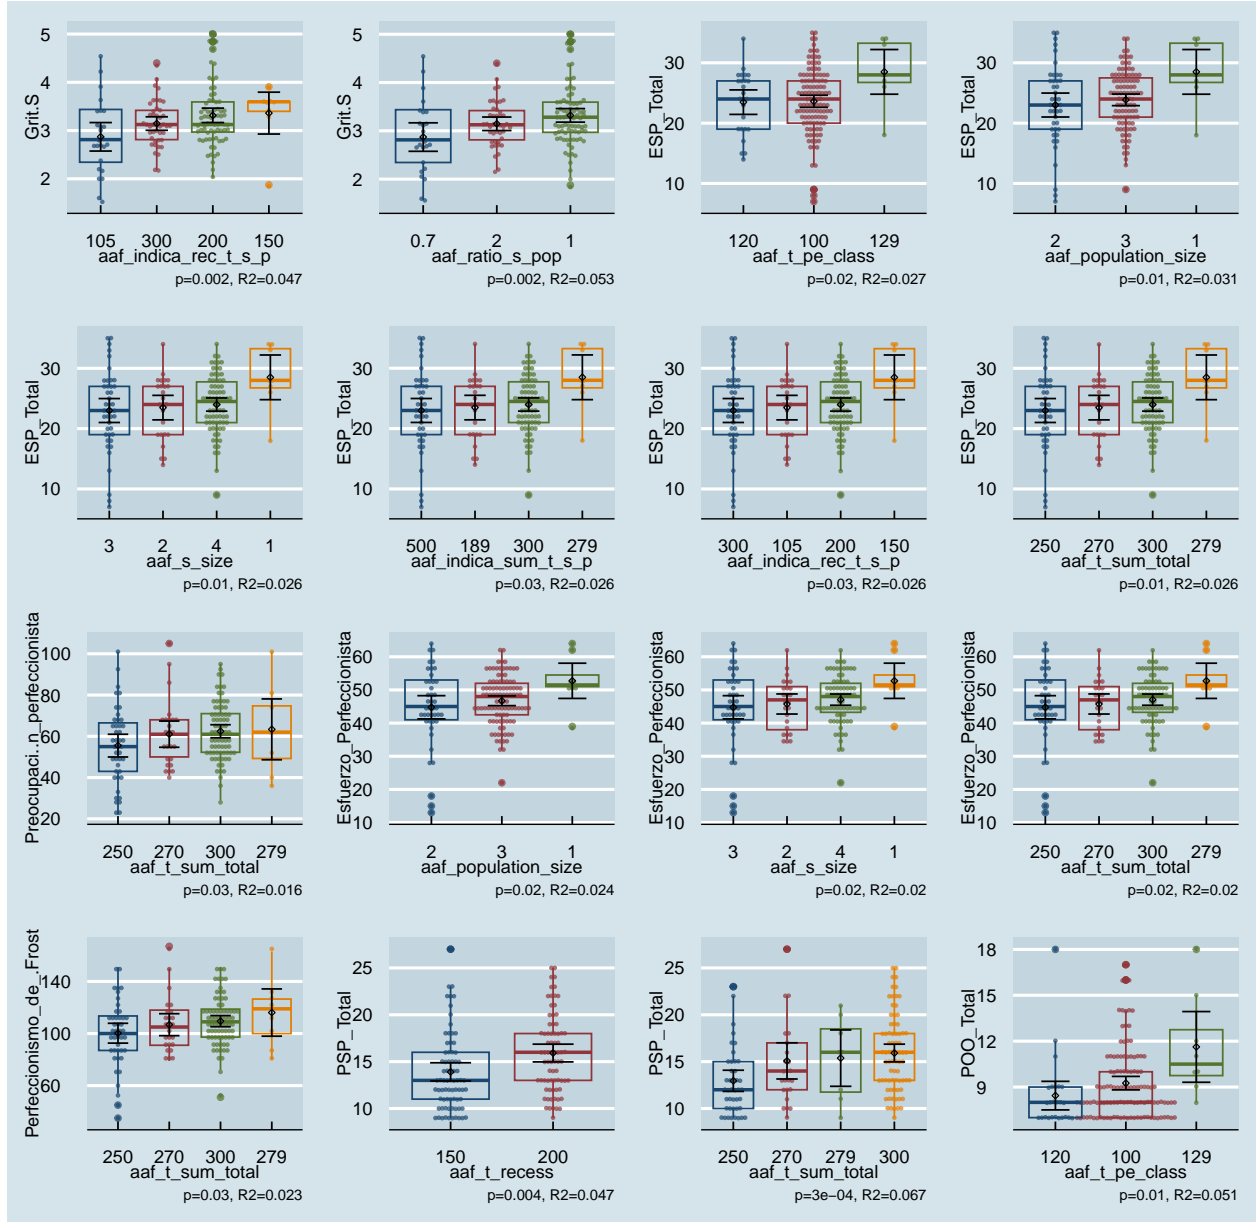 5
4
3
2
Grit.S
105 300 200 150
aaf_indica_rec_t_s_p
p=0.002, R2=0.047
5
4
3
2
Grit.S
0.7 2 1
aaf_ratio_s_pop
p=0.002, R2=0.053
30
20
10
ESP_Total
120 100 129
aaf_t_pe_class
p=0.02, R2=0.027
30
20
10
ESP_Total
2 3 1
aaf_population_size
p=0.01, R2=0.031
30
20
10
ESP_Total
3 2 4 1
aaf_s_size
p=0.01, R2=0.026
30
20
10
ESP_Total
500 189 300 279
aaf_indica_sum_t_s_p
p=0.03, R2=0.026
30
20
10
ESP_Total
300 105 200 150
aaf_indica_rec_t_s_p
p=0.03, R2=0.026
30
20
10
ESP_Total
250 270 300 279
aaf_t_sum_total
p=0.01, R2=0.026
100
80
60
40
20
Preocupaci..n_perfeccionista
250 270 300 279
aaf_t_sum_total
p=0.03, R2=0.016
60
50
40
30
20
10
Esfuerzo_Perfeccionista
2 3 1
aaf_population_size
p=0.02, R2=0.024
60
50
40
30
20
10
Esfuerzo_Perfeccionista
3 2 4 1
aaf_s_size
p=0.02, R2=0.02
60
50
40
30
20
10
Esfuerzo_Perfeccionista
250 270 300 279
aaf_t_sum_total
p=0.02, R2=0.02
140
100
60
Perfeccionismo_de_.Frost
250 270 300 279
aaf_t_sum_total
p=0.03, R2=0.023
25
20
15
10
PSP_Total
150 200
aaf_t_recess
p=0.004, R2=0.047
25
20
15
10
PSP_Total
250 270 279 300
aaf_t_sum_total
p=3e−04, R2=0.067
18
15
12
9
POO_Total
120 100 129
aaf_t_pe_class
p=0.01, R2=0.051